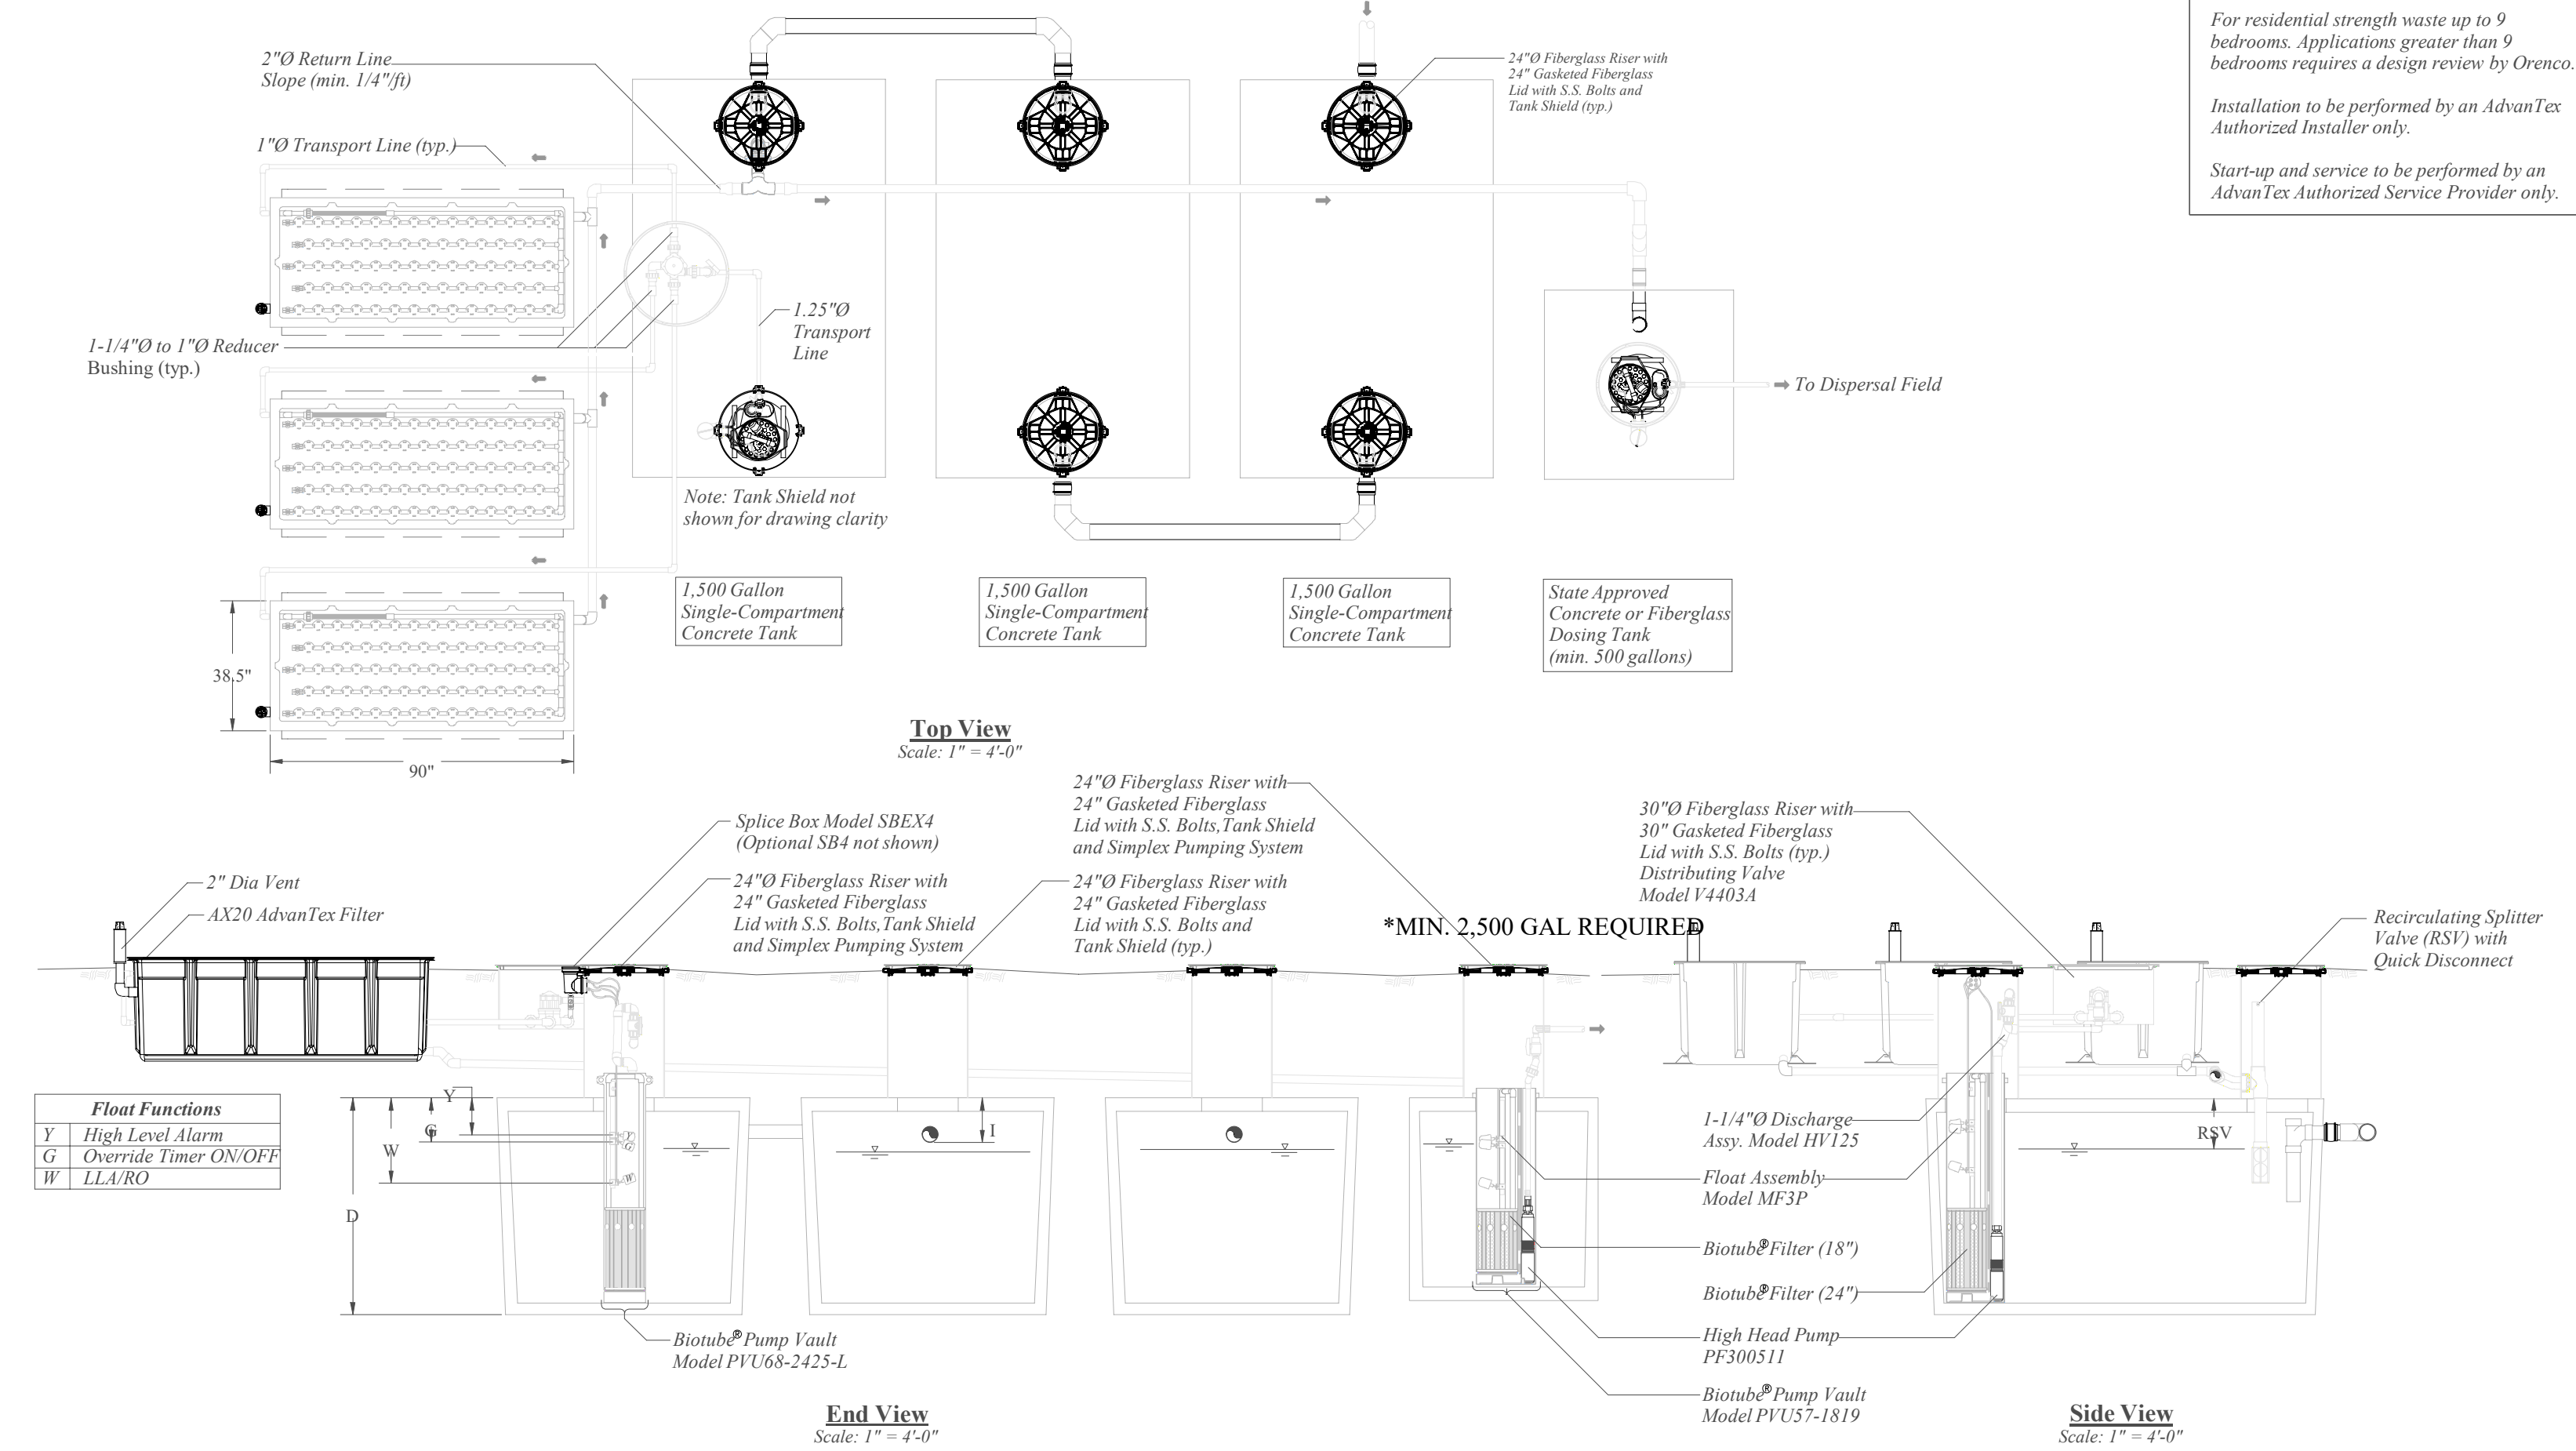 For residential strength waste up to 9
bedrooms. Applications greater than 9
bedrooms requires a design review by Orenco.
Installation to be performed by an AdvanTex
Authorized Installer only.
Start-up and service to be performed by an
AdvanTex Authorized Service Provider only.
2"Ø Return Line
Slope (min. 1/4"/ft)
1"Ø Transport Line (typ.)
24"Ø Fiberglass Riser with
24" Gasketed Fiberglass
Lid with S.S. Bolts and
Tank Shield (typ.)
1.25"Ø
Transport
Line
1-1/4"Ø to 1"Ø Reducer
Bushing (typ.)
To Dispersal Field
Note: Tank Shield not
shown for drawing clarity
1,500 Gallon
Single-Compartment
Concrete Tank
1,500 Gallon
Single-Compartment
Concrete Tank
1,500 Gallon
Single-Compartment
Concrete Tank
State Approved
Concrete or Fiberglass
Dosing Tank
(min. 500 gallons)
38.5"
90"
Top View
Scale: 1" = 4'-0"
2" Dia Vent
AX20 AdvanTex Filter
Splice Box Model SBEX4
(Optional SB4 not shown)
24"Ø Fiberglass Riser with
24" Gasketed Fiberglass
Lid with S.S. Bolts,Tank Shield
and Simplex Pumping System
24"Ø Fiberglass Riser with
24" Gasketed Fiberglass
Lid with S.S. Bolts,Tank Shield
and Simplex Pumping System
24"Ø Fiberglass Riser with
24" Gasketed Fiberglass
Lid with S.S. Bolts and
Tank Shield (typ.)
*MIN. 2,500 GAL REQUIRED
30"Ø Fiberglass Riser with
30" Gasketed Fiberglass
Lid with S.S. Bolts (typ.)
Distributing Valve
Model V4403A
Recirculating Splitter
Valve (RSV) with
Quick Disconnect
Float Functions
Y High Level Alarm
G Override Timer ON/OFF
W LLA/RO
Y
G
W
D
Y
G
W
I
RSV
1-1/4"Ø Discharge
Assy. Model HV125
Float Assembly
Model MF3P
Biotube® Filter (18")
Biotube® Filter (24")
High Head Pump
PF300511
Biotube® Pump Vault
Model PVU57-1819
Biotube® Pump Vault
Model PVU68-2425-L
End View
Scale: 1" = 4'-0"
Side View
Scale: 1" = 4'-0"